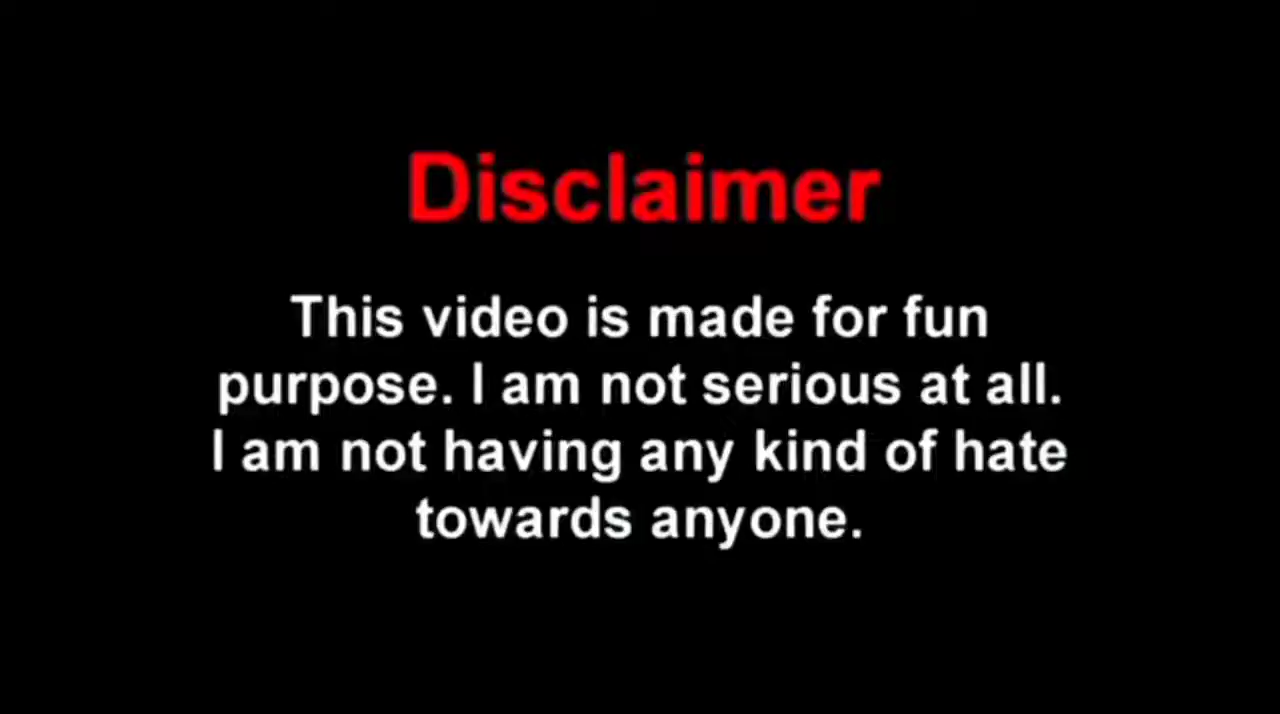 Disclaimer
This video is made for fun
purpose. I am not serious at all.
I am not having any kind of hate
towards anyone.